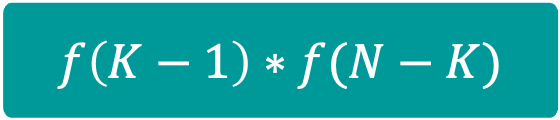 f(K − 1) ∗ f(N − K)